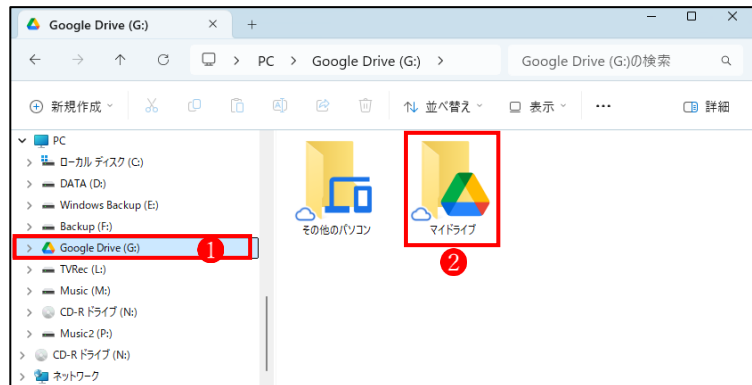 Google Drive (G:)
PC > Google Drive (G:) >
Google Drive (G:)の検索
新規作成
並べ替え
表示
詳細
PC
ローカル ディスク (C:)
DATA (D:)
Windows Backup (E:)
Backup (F:)
Google Drive (G:)
1
TVRec (L:)
Music (M:)
CD-R ドライブ (N:)
Music2 (P:)
CD-R ドライブ (N:)
ネットワーク
その他のパソコン
マイドライブ
2